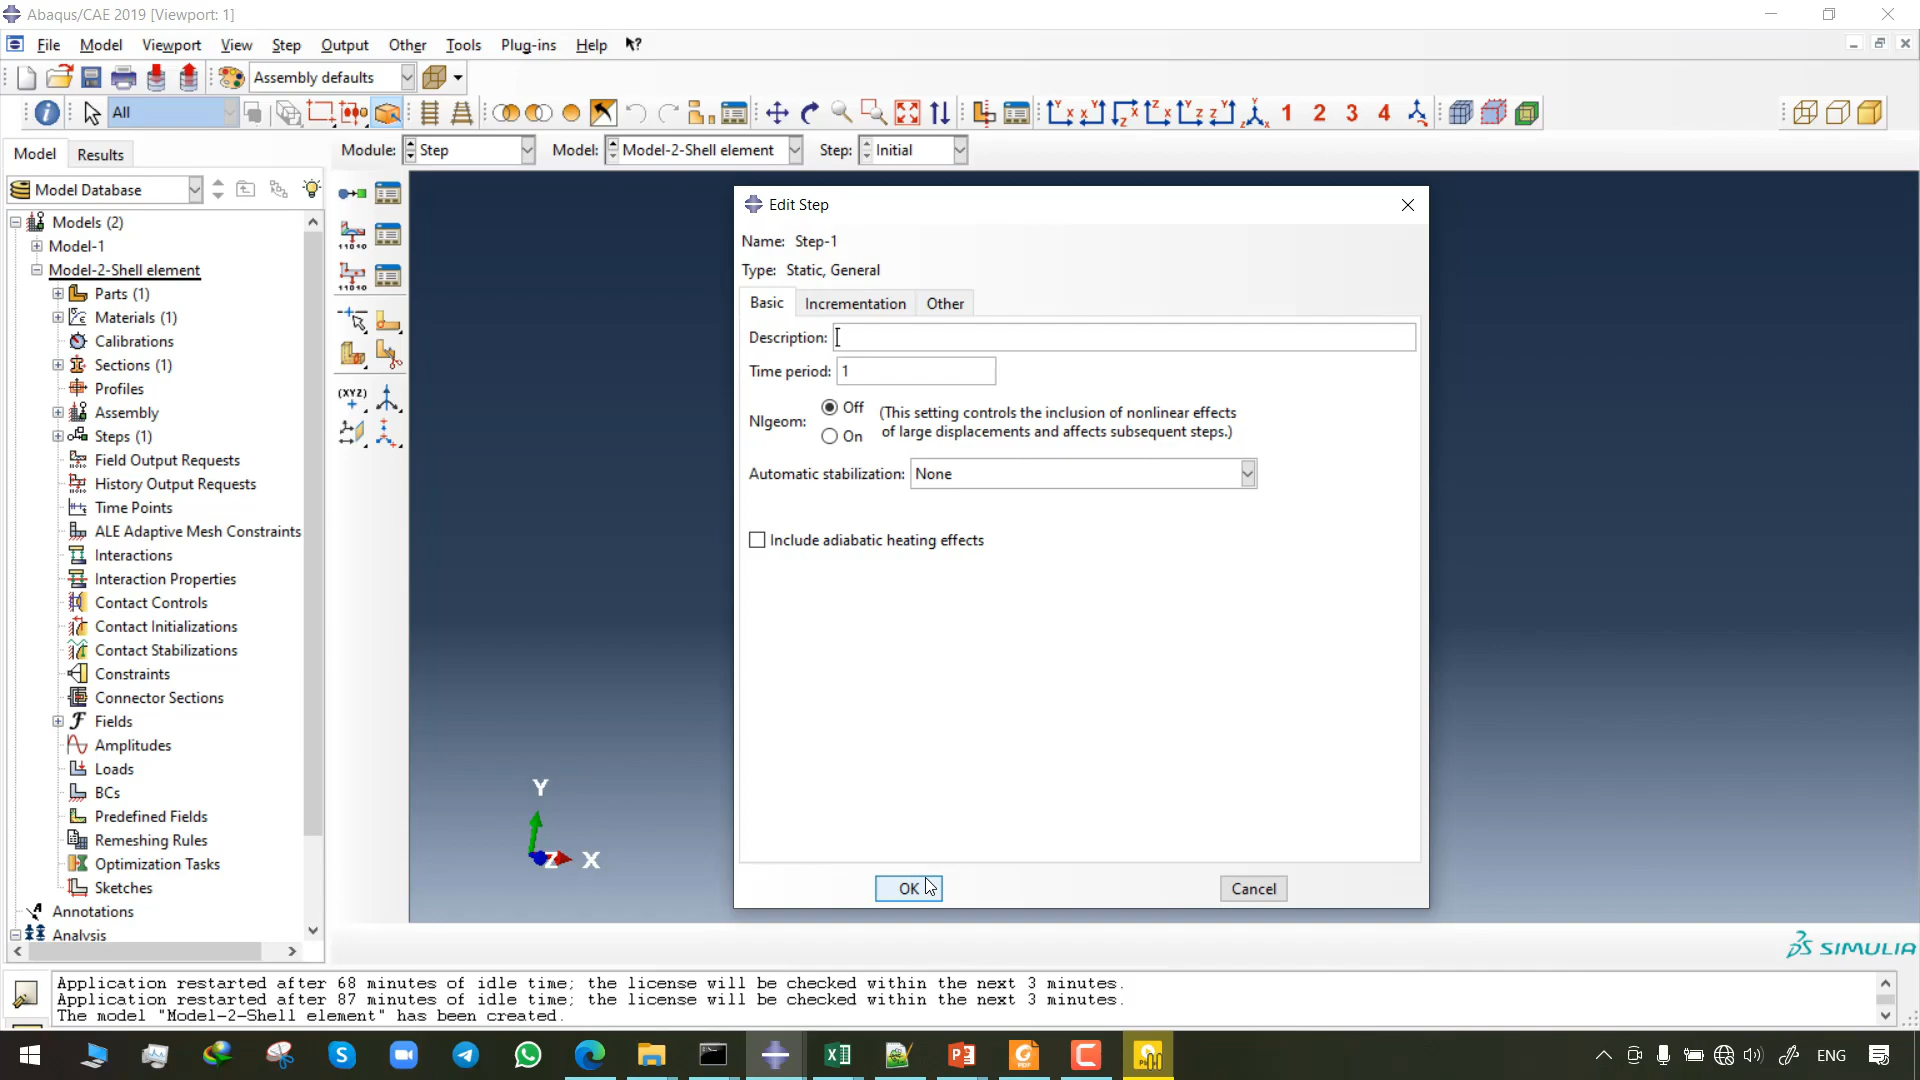 Abaqus/CAE 2019 [Viewport: 1]
File Model Viewport View Step Output Other Tools Plug-ins Help
Assembly defaults
All
1 2 3 4
Model Results
Module: Step Model: Model-2-Shell element Step: Initial
Model Database
Models (2)
Model-1
Model-2-Shell element
Parts (1)
Materials (1)
Calibrations
Sections (1)
Profiles
Assembly
Steps (1)
Field Output Requests
History Output Requests
Time Points
ALE Adaptive Mesh Constraints
Interactions
Interaction Properties
Contact Controls
Contact Initializations
Contact Stabilizations
Constraints
Connector Sections
Fields
Amplitudes
Loads
BCs
Predefined Fields
Remeshing Rules
Optimization Tasks
Sketches
Annotations
Analysis
(XYZ)
Edit Step
Name: Step-1
Type: Static, General
Basic Incrementation Other
Description:
Time period: 1
Nlgeom: Off (This setting controls the inclusion of nonlinear effects
On of large displacements and affects subsequent steps.)
Automatic stabilization: None
Include adiabatic heating effects
OK Cancel
Y
Z X
SIMULIA
Application restarted after 68 minutes of idle time; the license will be checked within the next 3 minutes.
Application restarted after 87 minutes of idle time; the license will be checked within the next 3 minutes.
The model "Model-2-Shell element" has been created.
ENG